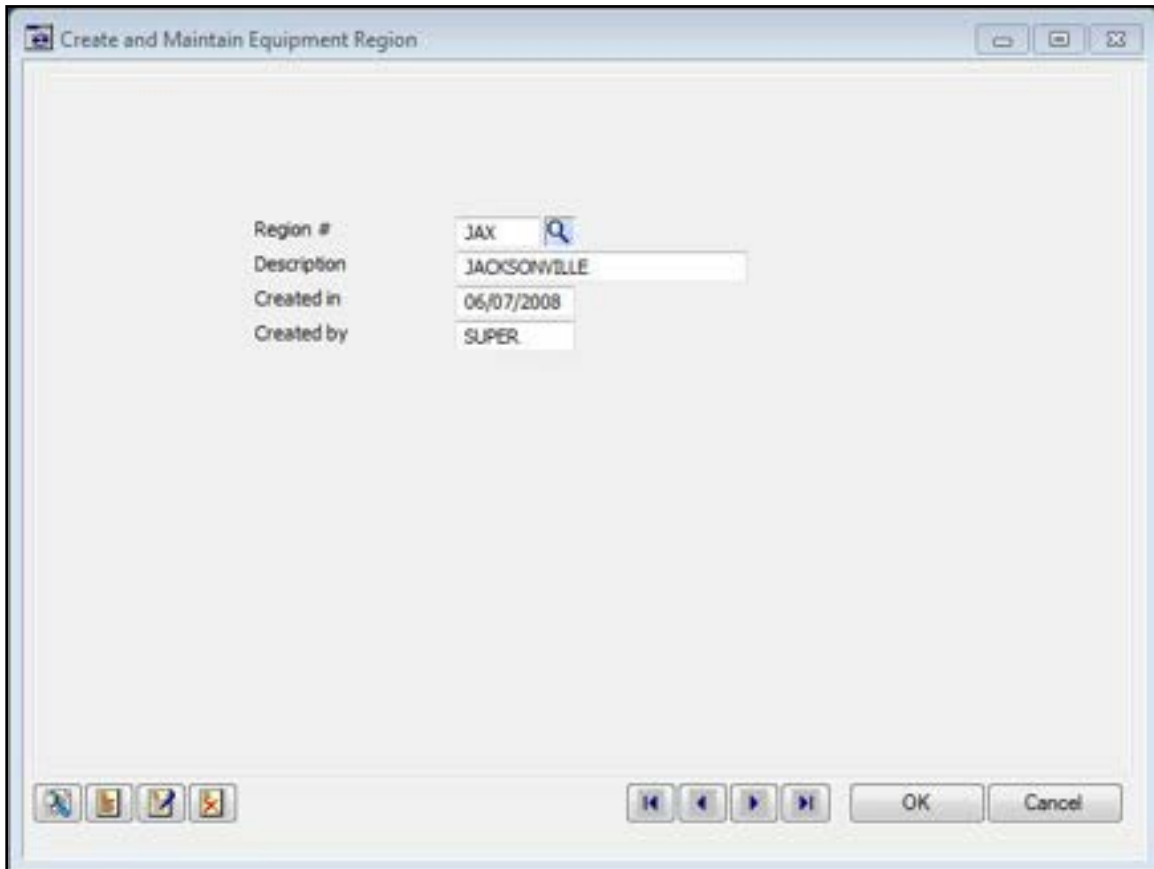 Create and Maintain Equipment Region
Region # JAX
Description JACKSONVILLE
Created in 06/07/2008
Created by SUPER
OK Cancel